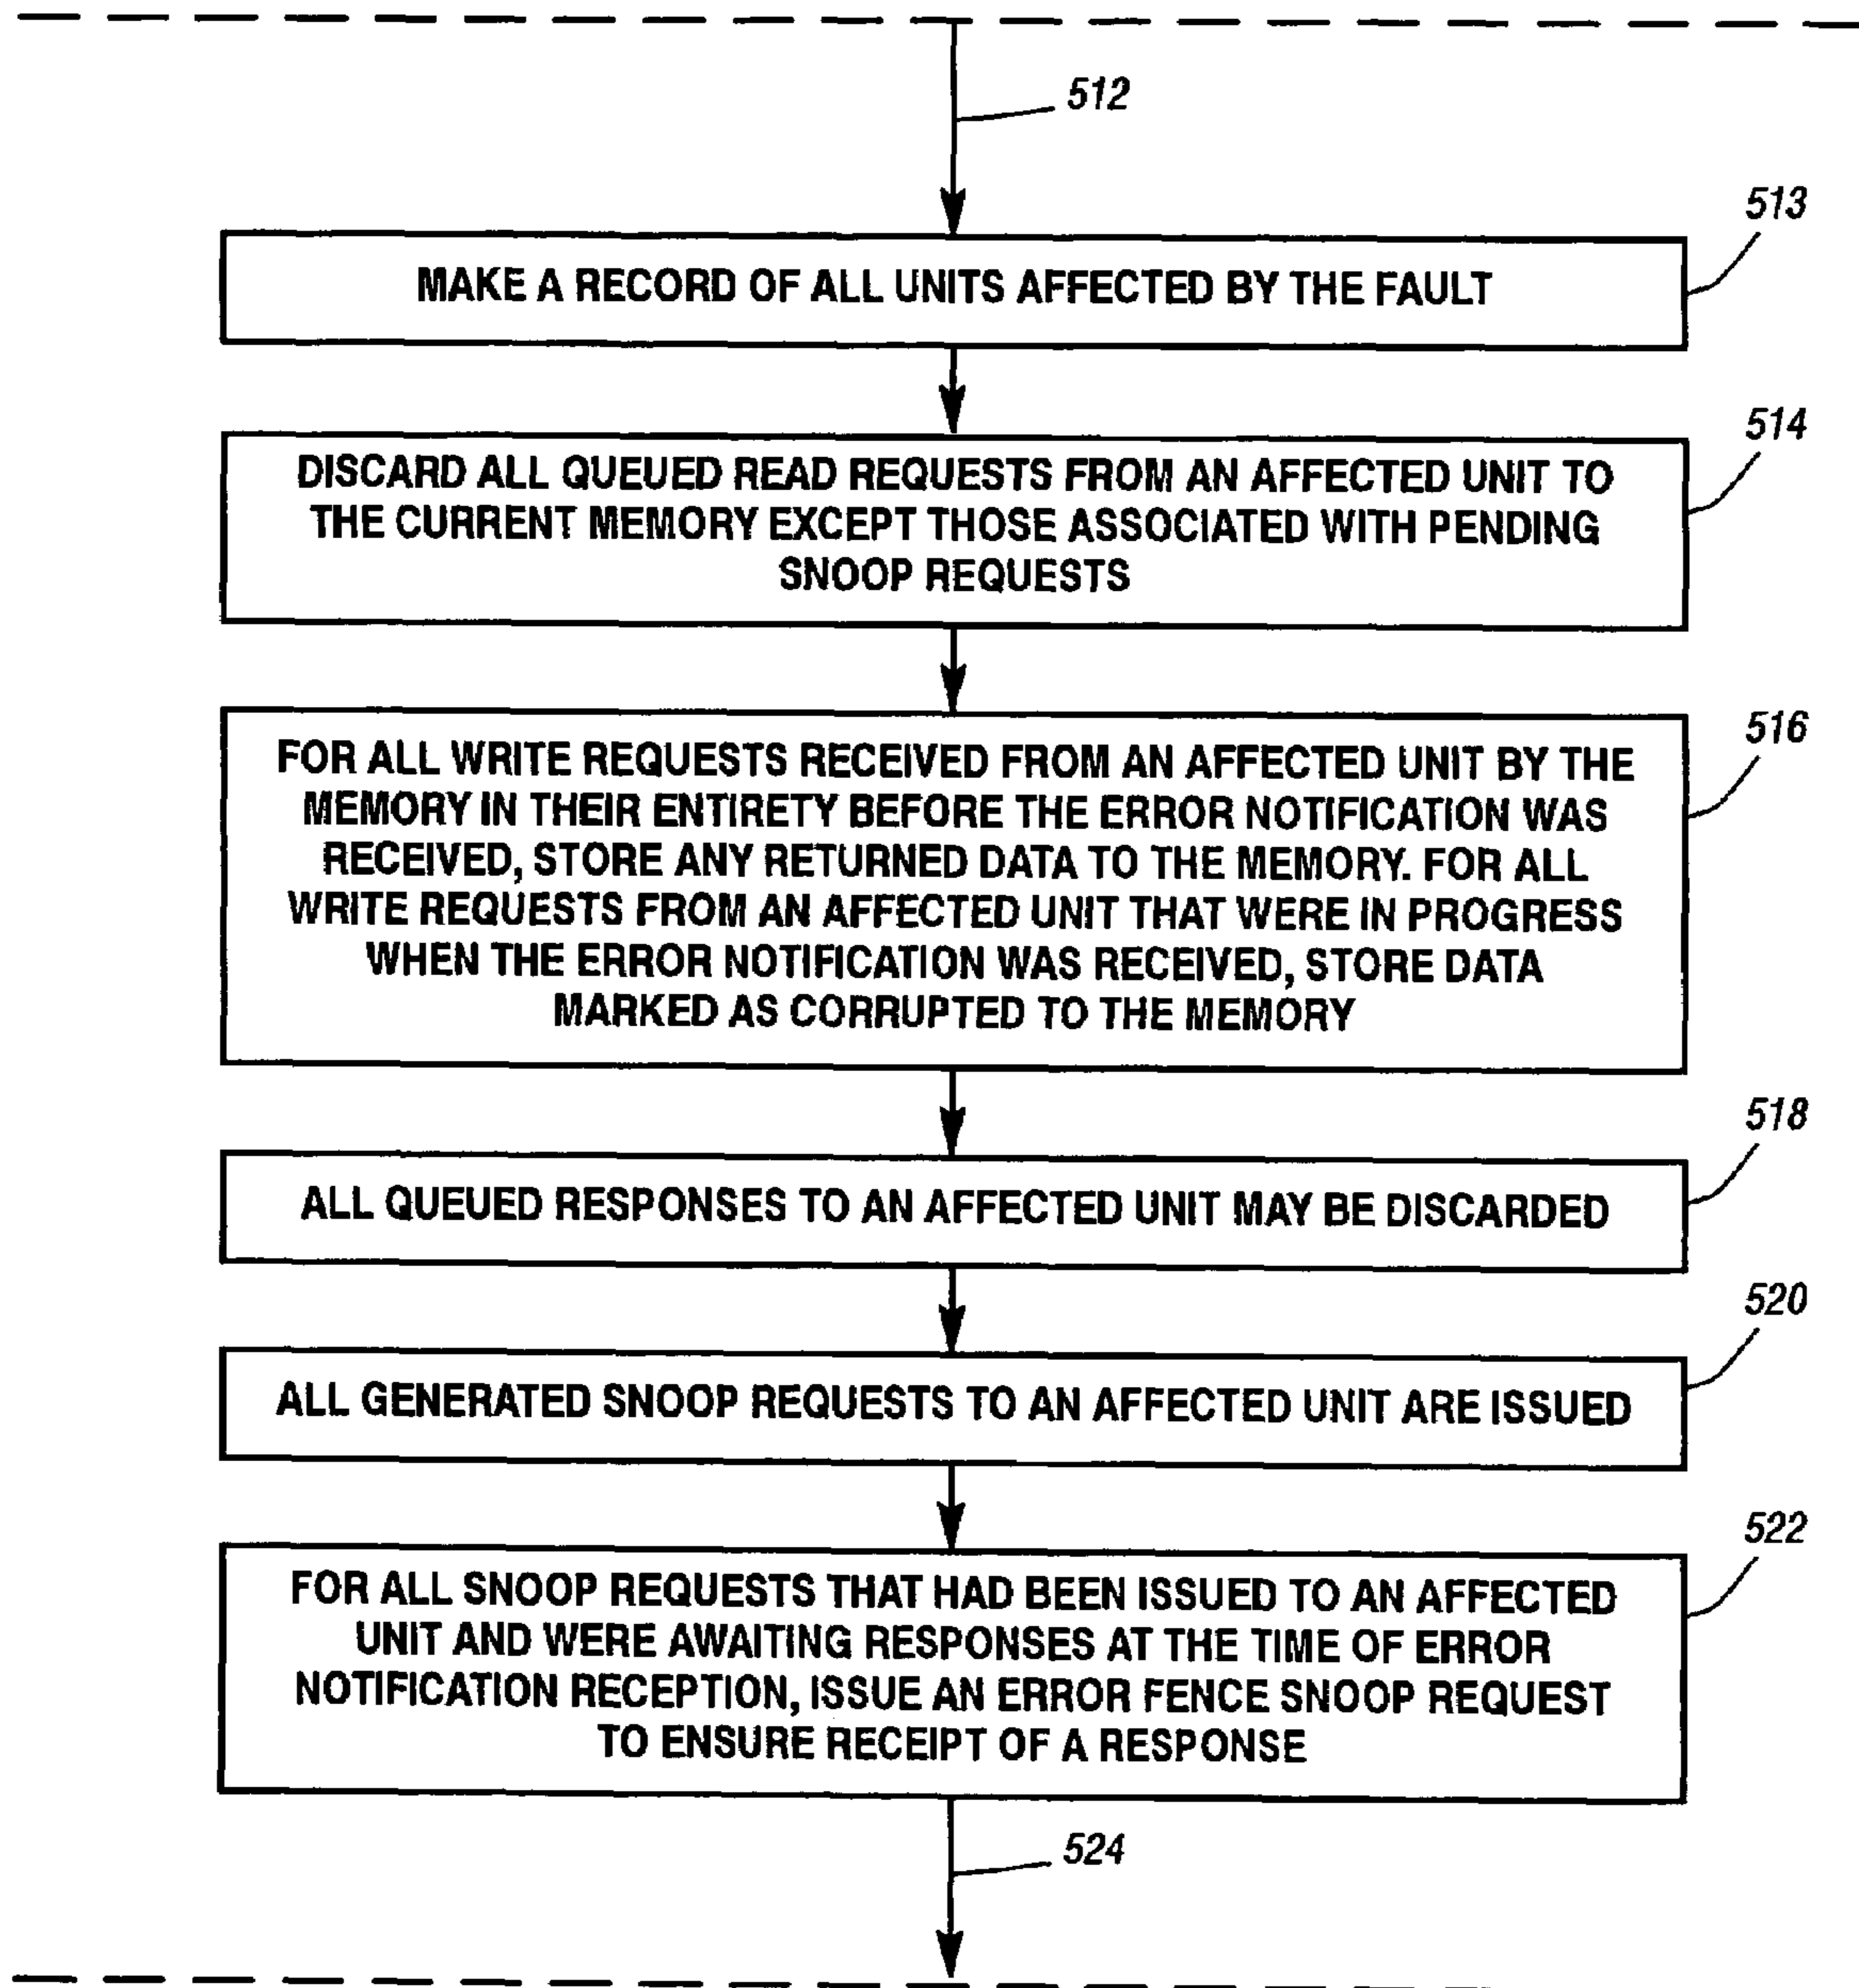 512
513
MAKE A RECORD OF ALL UNITS AFFECTED BY THE FAULT
514
DISCARD ALL QUEUED READ REQUESTS FROM AN AFFECTED UNIT TO
THE CURRENT MEMORY EXCEPT THOSE ASSOCIATED WITH PENDING
SNOOP REQUESTS
516
FOR ALL WRITE REQUESTS RECEIVED FROM AN AFFECTED UNIT BY THE
MEMORY IN THEIR ENTIRETY BEFORE THE ERROR NOTIFICATION WAS
RECEIVED, STORE ANY RETURNED DATA TO THE MEMORY. FOR ALL
WRITE REQUESTS FROM AN AFFECTED UNIT THAT WERE IN PROGRESS
WHEN THE ERROR NOTIFICATION WAS RECEIVED, STORE DATA
MARKED AS CORRUPTED TO THE MEMORY
518
ALL QUEUED RESPONSES TO AN AFFECTED UNIT MAY BE DISCARDED
520
ALL GENERATED SNOOP REQUESTS TO AN AFFECTED UNIT ARE ISSUED
522
FOR ALL SNOOP REQUESTS THAT HAD BEEN ISSUED TO AN AFFECTED
UNIT AND WERE AWAITING RESPONSES AT THE TIME OF ERROR
NOTIFICATION RECEPTION, ISSUE AN ERROR FENCE SNOOP REQUEST
TO ENSURE RECEIPT OF A RESPONSE
524